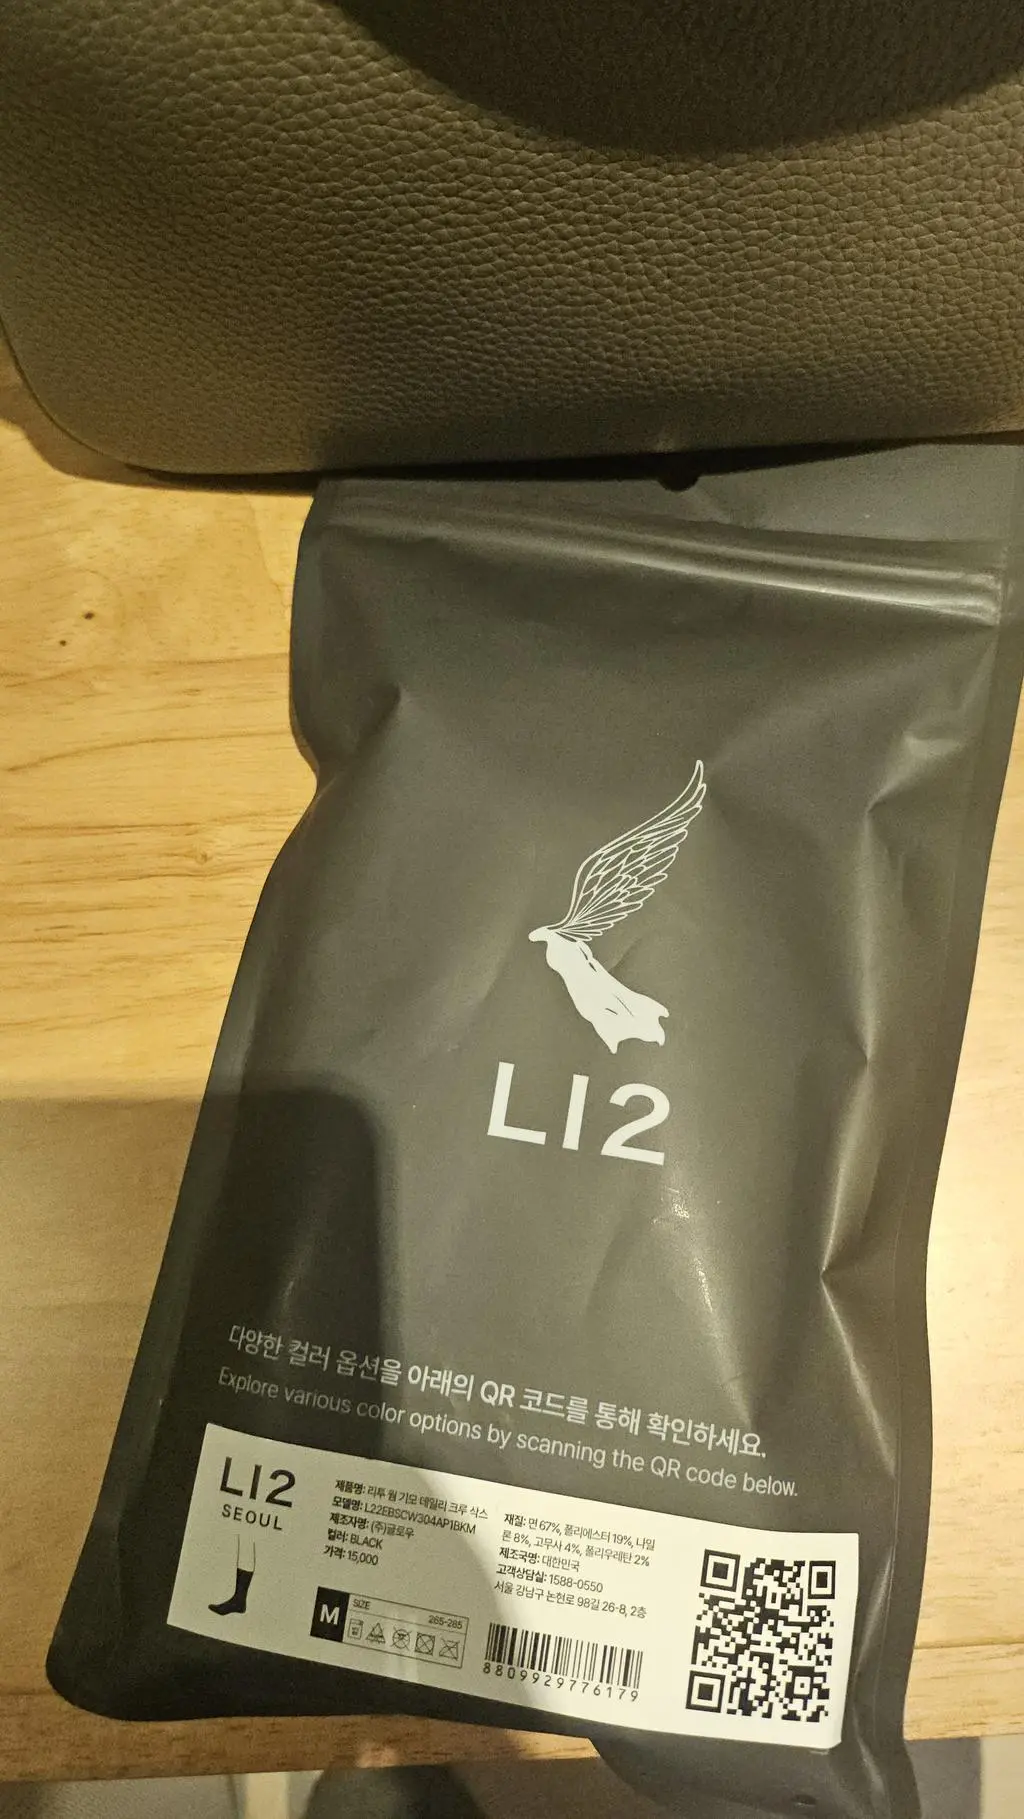 LI2
다양한 컬러 옵션을 아래의 QR 코드를 통해 확인하세요.
Explore various color options by scanning the QR code below.
LI2
SEOUL
제품명: 리투 웜 기모 데일리 크루 삭스
모델명: L22EBSCW304AP1BKM
제조자명: (주)글로우
컬러: BLACK
가격: 15,000
M
SIZE
265-285
재질: 면 67%, 폴리에스터 19%, 나일
론 8%, 고무사 4%, 폴리우레탄 2%
제조국명: 대한민국
고객상담실: 1588-0550
서울 강남구 논현로 98길 26-8, 2층
8809929776179